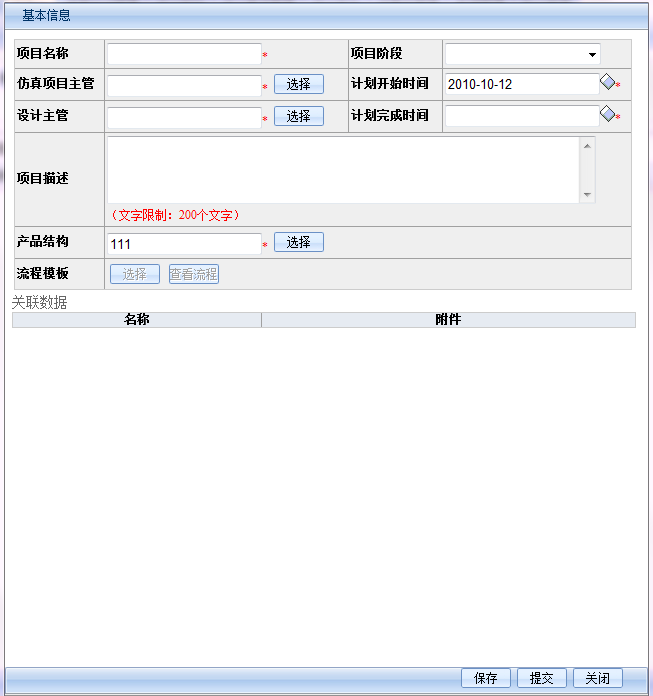 基本信息
项目名称 * 项目阶段
仿真项目主管 * 选择 计划开始时间 2010-10-12 *
设计主管 * 选择 计划完成时间 *
项目描述
（文字限制：200个文字）
产品结构 111 * 选择
流程模板 选择 查看流程
关联数据
名称 附件
保存 提交 关闭